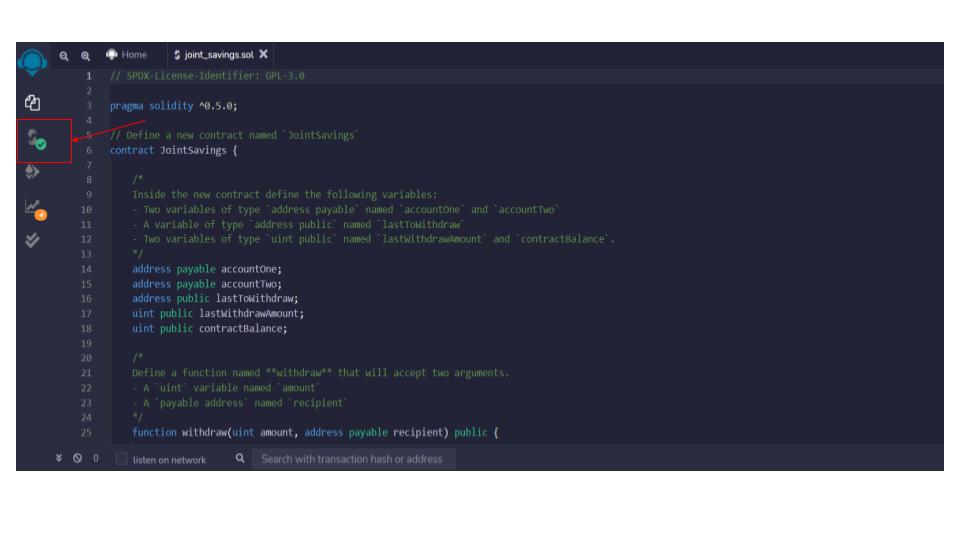 Home joint_savings.sol
1 // SPDX-License-Identifier: GPL-3.0
2
3 pragma solidity ^0.5.0;
4
5 // Define a new contract named `JointSavings`
6 contract JointSavings {
7
8 /*
9 Inside the new contract define the following variables:
10 - Two variables of type `address payable` named `accountOne` and `accountTwo`
11 - A variable of type `address public` named `lastToWithdraw`
12 - Two variables of type `uint public` named `lastWithdrawAmount` and `contractBalance`.
13 */
14 address payable accountOne;
15 address payable accountTwo;
16 address public lastToWithdraw;
17 uint public lastWithdrawAmount;
18 uint public contractBalance;
19
20 /*
21 Define a function named **withdraw** that will accept two arguments.
22 - A `uint` variable named `amount`
23 - A `payable address` named `recipient`
24 */
25 function withdraw(uint amount, address payable recipient) public {
0 listen on network Search with transaction hash or address